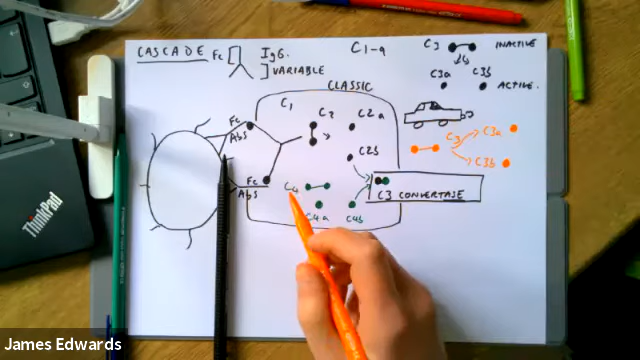 CASCADE Fc IgG. C1-9 C3 INACTIVE
] VARIABLE
C3a C3b ACTIVE.
CLASSIC
Fc C1 C2 C2a
Abs C3 C3a
C2b C3b
Fc C4
Abs C3 CONVERTASE
C4a C4b
ThinkPad
James Edwards